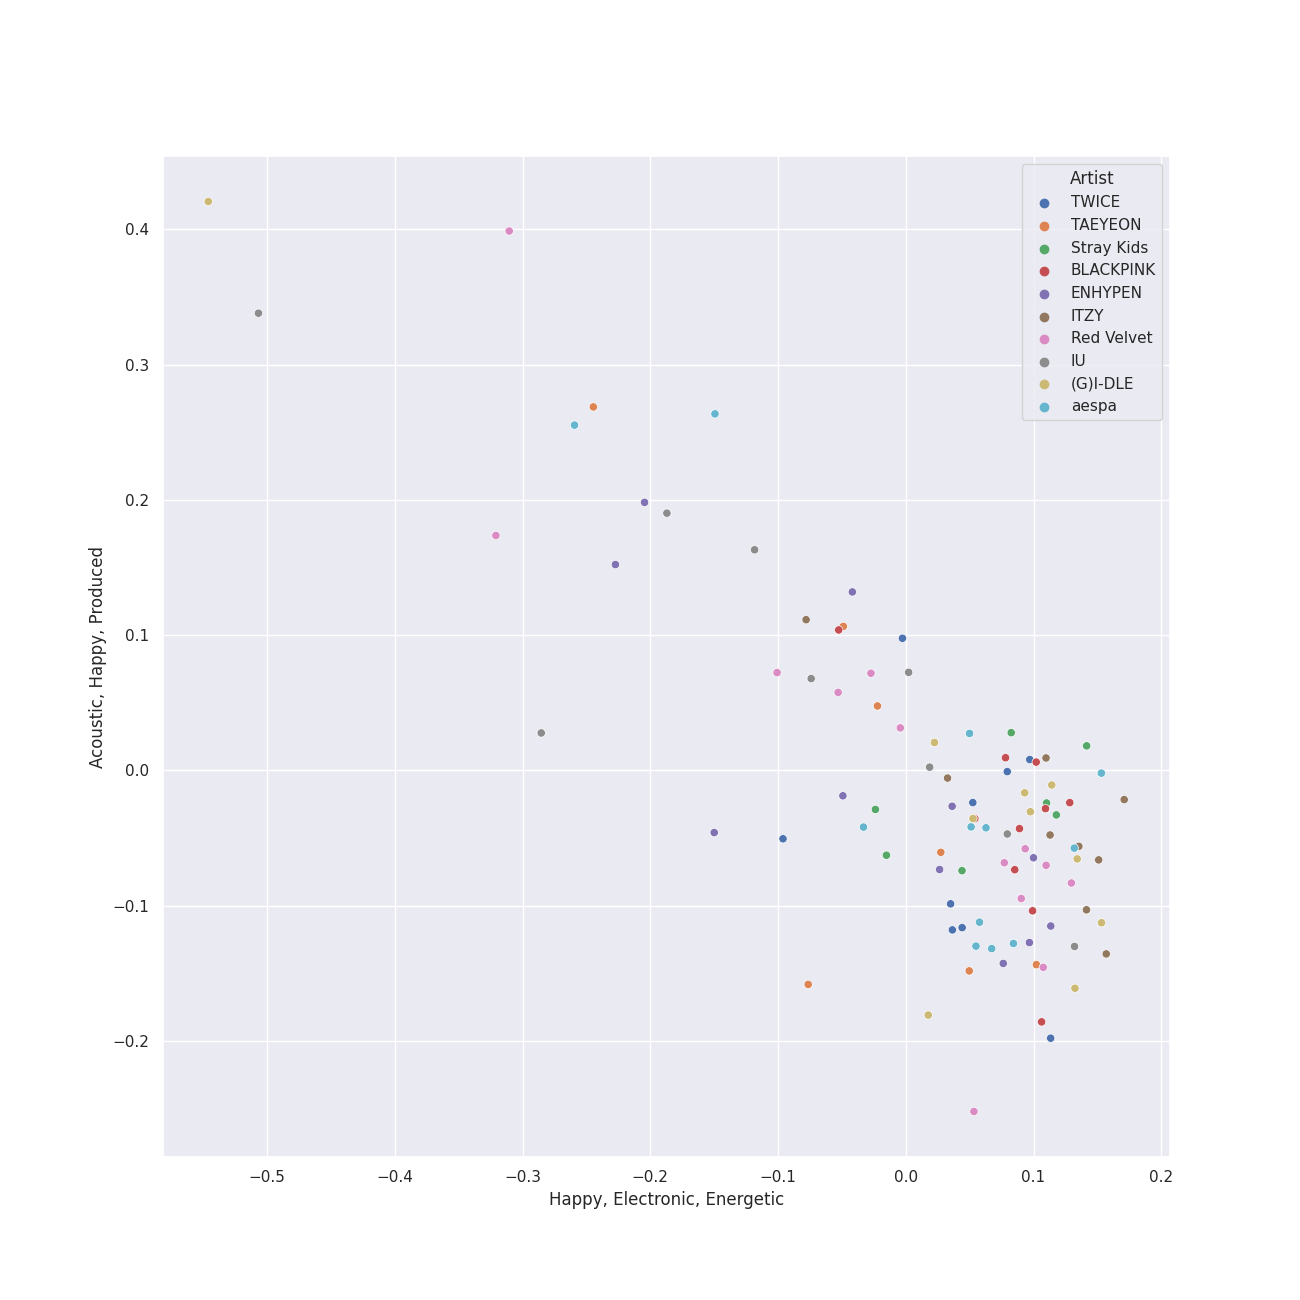 Artist
TWICE
TAEYEON
Stray Kids
BLACKPINK
ENHYPEN
ITZY
Red Velvet
IU
(G)I-DLE
aespa
Acoustic, Happy, Produced
0.4
0.3
0.2
0.1
0.0
−0.1
−0.2
−0.5 −0.4 −0.3 −0.2 −0.1 0.0 0.1 0.2
Happy, Electronic, Energetic